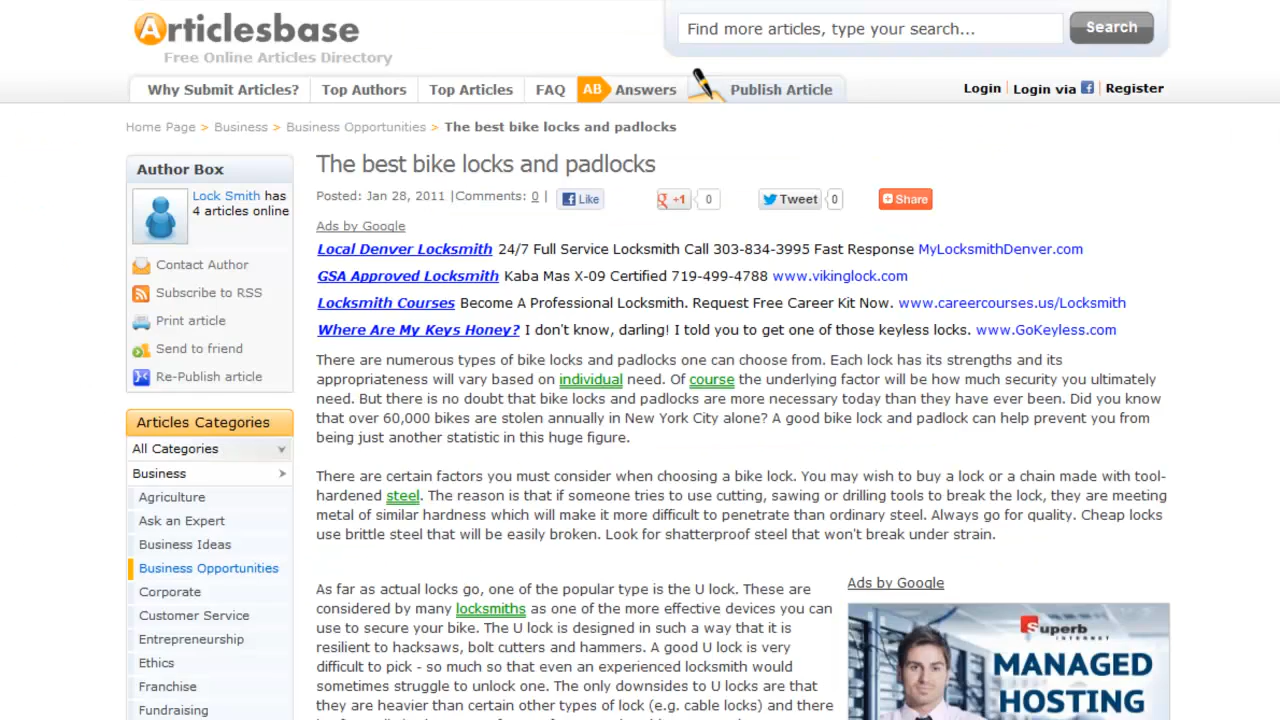 Articlesbase
Free Online Articles Directory
Find more articles, type your search...
Search
Why Submit Articles?
Top Authors
Top Articles
FAQ
AB Answers
Publish Article
Login | Login via | Register
Home Page > Business > Business Opportunities > The best bike locks and padlocks
Author Box
Lock Smith has
4 articles online
Contact Author
Subscribe to RSS
Print article
Send to friend
Re-Publish article
Articles Categories
All Categories
Business
Agriculture
Ask an Expert
Business Ideas
Business Opportunities
Corporate
Customer Service
Entrepreneurship
Ethics
Franchise
Fundraising
The best bike locks and padlocks
Posted: Jan 28, 2011 |Comments: 0 |
Like
+1
0
Tweet
0
Share
Ads by Google
Local Denver Locksmith 24/7 Full Service Locksmith Call 303-834-3995 Fast Response MyLocksmithDenver.com
GSA Approved Locksmith Kaba Mas X-09 Certified 719-499-4788 www.vikinglock.com
Locksmith Courses Become A Professional Locksmith. Request Free Career Kit Now. www.careercourses.us/Locksmith
Where Are My Keys Honey? I don't know, darling! I told you to get one of those keyless locks. www.GoKeyless.com
There are numerous types of bike locks and padlocks one can choose from. Each lock has its strengths and its
appropriateness will vary based on individual need. Of course the underlying factor will be how much security you ultimately
need. But there is no doubt that bike locks and padlocks are more necessary today than they have ever been. Did you know
that over 60,000 bikes are stolen annually in New York City alone? A good bike lock and padlock can help prevent you from
being just another statistic in this huge figure.
There are certain factors you must consider when choosing a bike lock. You may wish to buy a lock or a chain made with tool-
hardened steel. The reason is that if someone tries to use cutting, sawing or drilling tools to break the lock, they are meeting
metal of similar hardness which will make it more difficult to penetrate than ordinary steel. Always go for quality. Cheap locks
use brittle steel that will be easily broken. Look for shatterproof steel that won't break under strain.
As far as actual locks go, one of the popular type is the U lock. These are
considered by many locksmiths as one of the more effective devices you can
use to secure your bike. The U lock is designed in such a way that it is
resilient to hacksaws, bolt cutters and hammers. A good U lock is very
difficult to pick - so much so that even an experienced locksmith would
sometimes struggle to unlock one. The only downsides to U locks are that
they are heavier than certain other types of lock (e.g. cable locks) and there
Ads by Google
Superb
INTERNET
MANAGED
HOSTING